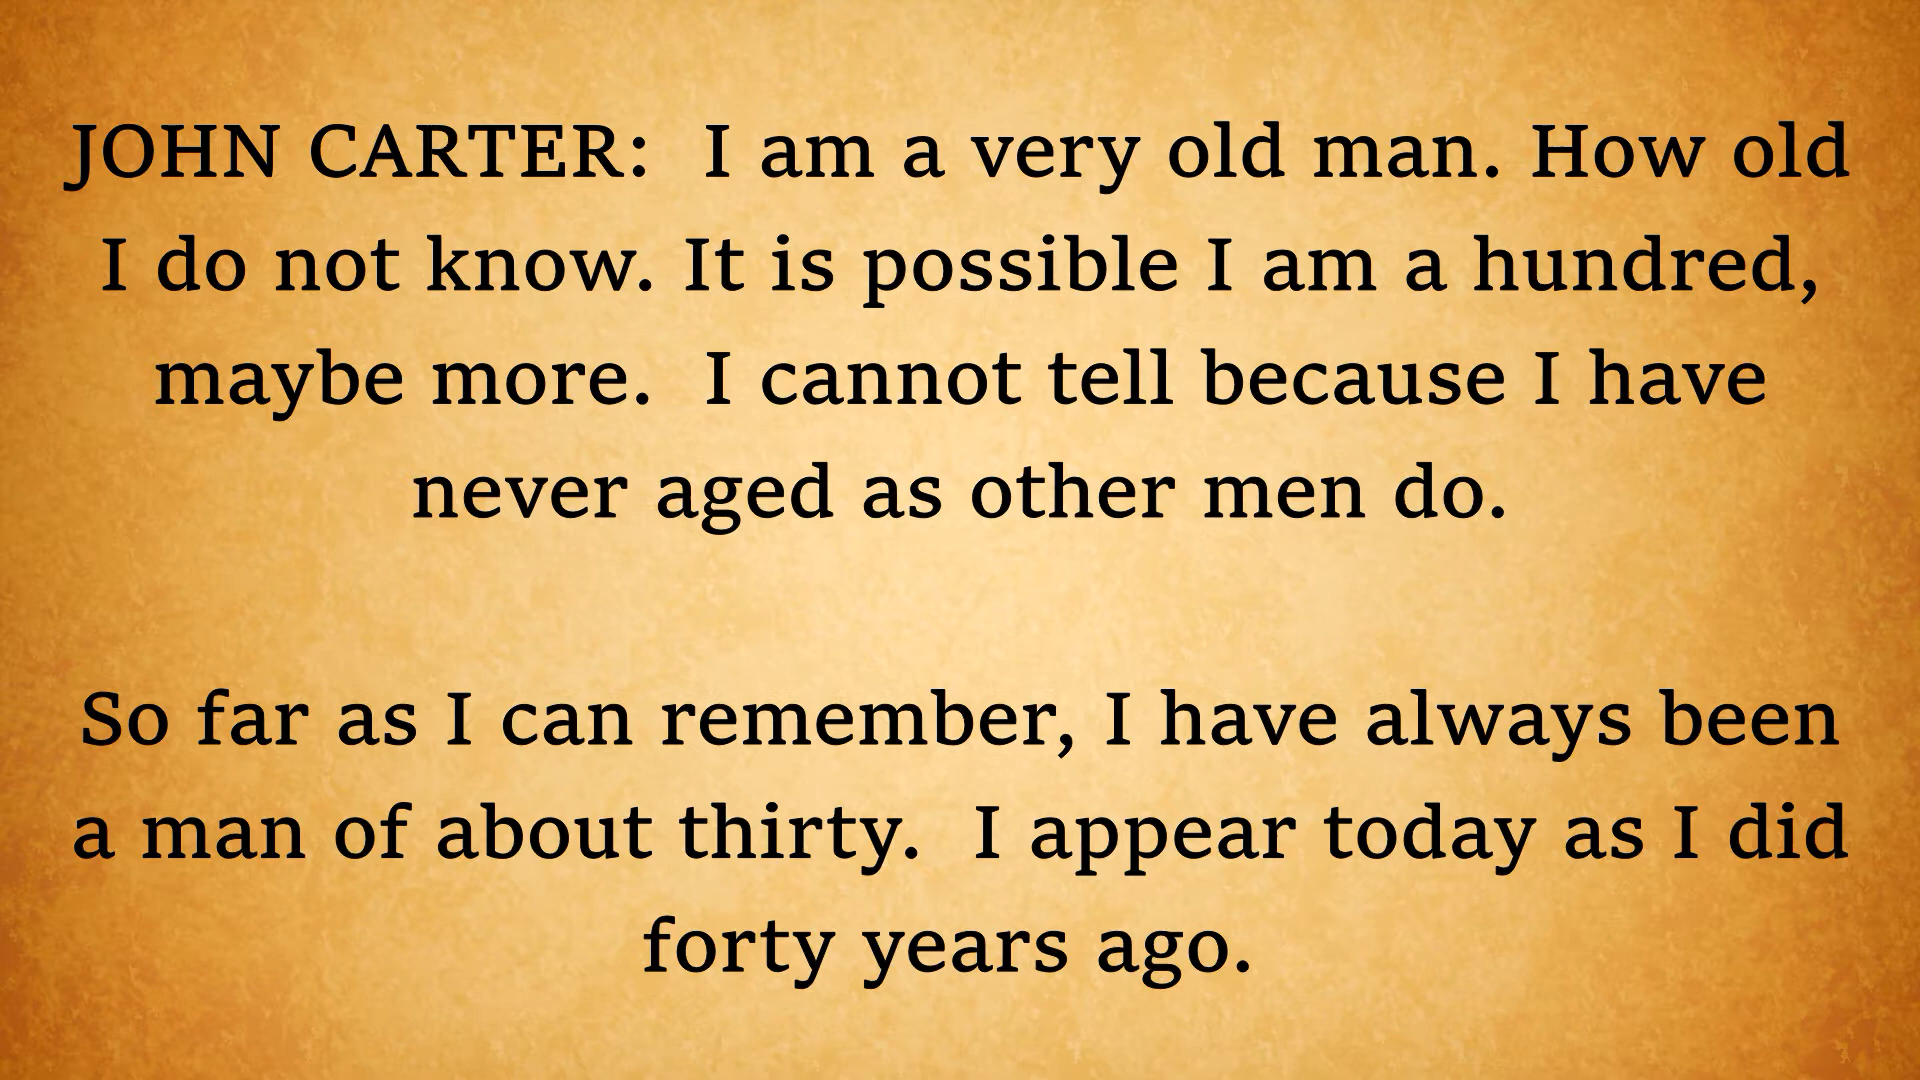 JOHN CARTER:  I am a very old man. How old
I do not know. It is possible I am a hundred,
maybe more.  I cannot tell because I have
never aged as other men do.
So far as I can remember, I have always been
a man of about thirty.  I appear today as I did
forty years ago.